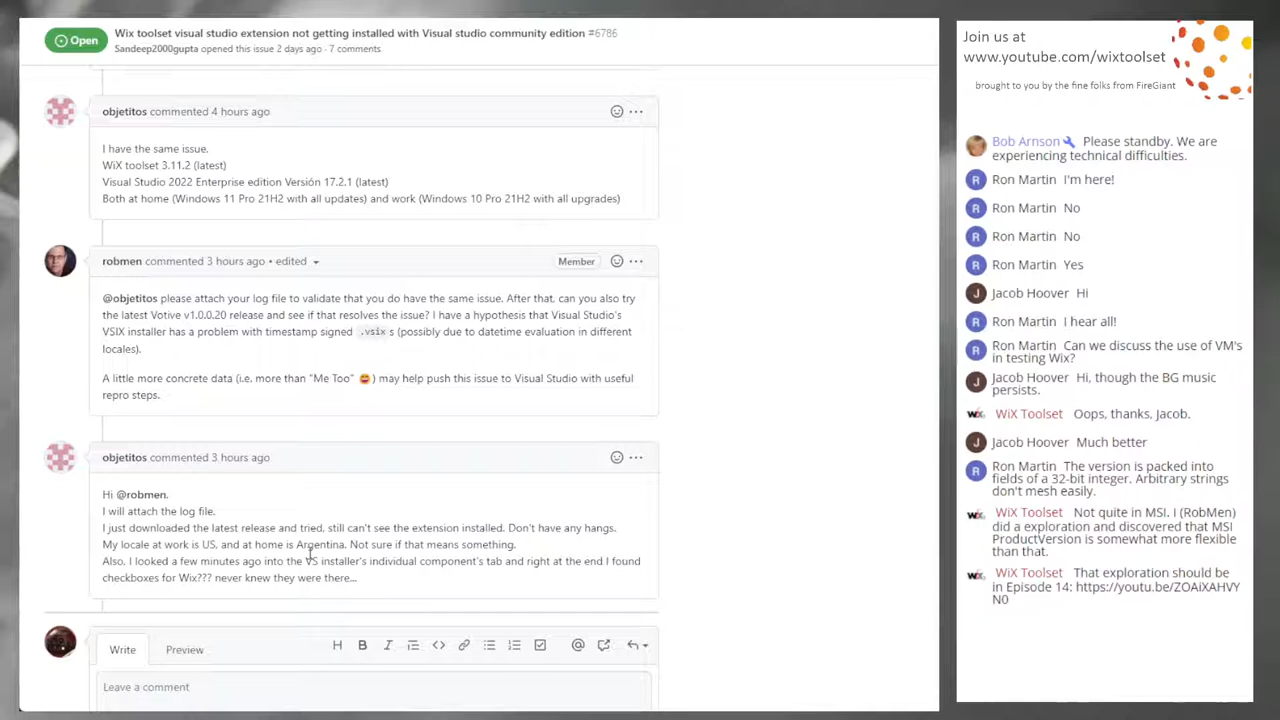 Open
Wix toolset visual studio extension not getting installed with Visual studio community edition #6786
Sandeep2000gupta opened this issue 2 days ago · 7 comments
objetitos commented 4 hours ago
I have the same issue.
WiX toolset 3.11.2 (latest)
Visual Studio 2022 Enterprise edition Versión 17.2.1 (latest)
Both at home (Windows 11 Pro 21H2 with all updates) and work (Windows 10 Pro 21H2 with all upgrades)
robmen commented 3 hours ago • edited
Member
@objetitos please attach your log file to validate that you do have the same issue. After that, can you also try
the latest Votive v1.0.0.20 release and see if that resolves the issue? I have a hypothesis that Visual Studio's
VSIX installer has a problem with timestamp signed .vsix s (possibly due to datetime evaluation in different
locales).
A little more concrete data (i.e. more than "Me Too" 😄) may help push this issue to Visual Studio with useful
repro steps.
objetitos commented 3 hours ago
Hi @robmen.
I will attach the log file.
I just downloaded the latest release and tried, still can't see the extension installed. Don't have any hangs.
My locale at work is US, and at home is Argentina. Not sure if that means something.
Also, I looked a few minutes ago into the VS installer's individual component's tab and right at the end I found
checkboxes for Wix??? never knew they were there...
Write Preview
Leave a comment
Join us at
www.youtube.com/wixtoolset
brought to you by the fine folks from FireGiant
Bob Arnson Please standby. We are
experiencing technical difficulties.
Ron Martin I'm here!
Ron Martin No
Ron Martin No
Ron Martin Yes
Jacob Hoover Hi
Ron Martin I hear all!
Ron Martin Can we discuss the use of VM's
in testing Wix?
Jacob Hoover Hi, though the BG music
persists.
WiX Toolset Oops, thanks, Jacob.
Jacob Hoover Much better
Ron Martin The version is packed into
fields of a 32-bit integer. Arbitrary strings
don't mesh easily.
WiX Toolset Not quite in MSI. I (RobMen)
did a exploration and discovered that MSI
ProductVersion is somewhat more flexible
than that.
WiX Toolset That exploration should be
in Episode 14: https://youtu.be/ZOAiXAHVY
N0